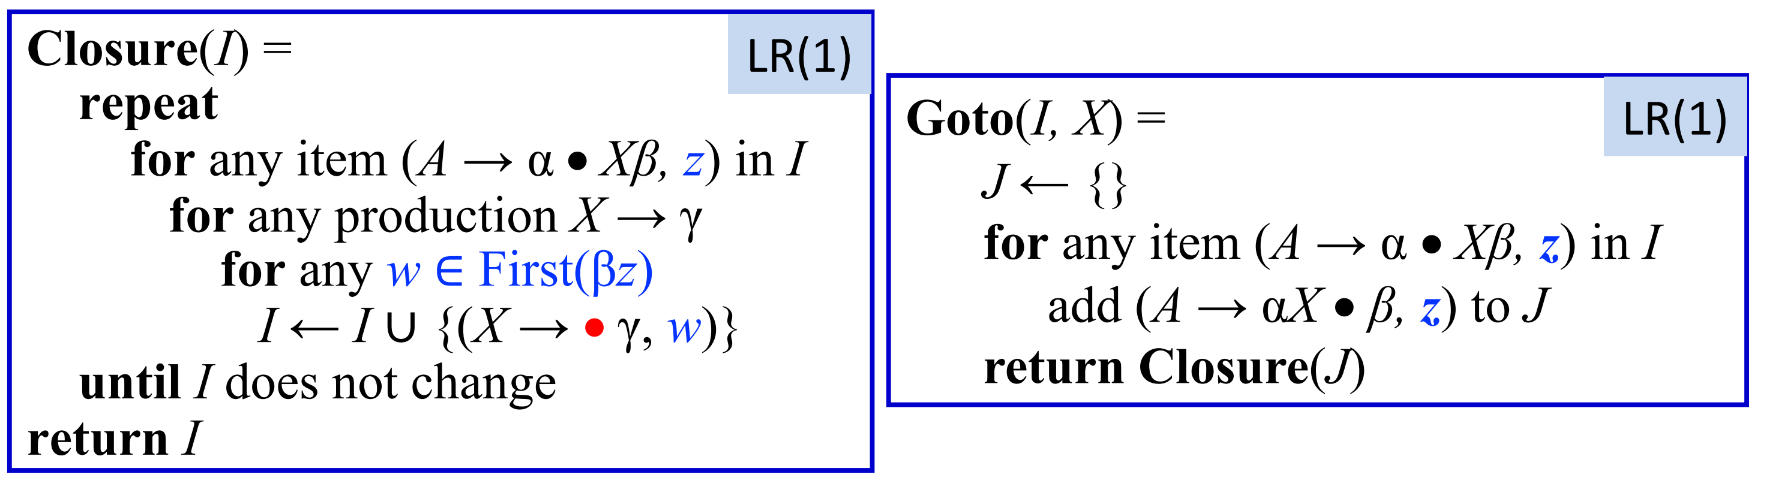 Closure(I) =
LR(1)
repeat
for any item (A → α • Xβ, z) in I
for any production X → γ
for any w ∈ First(βz)
I ← I ∪ {(X → • γ, w)}
until I does not change
return I
LR(1)
Goto(I, X) =
J ← {}
for any item (A → α • Xβ, z) in I
add (A → αX • β, z) to J
return Closure(J)